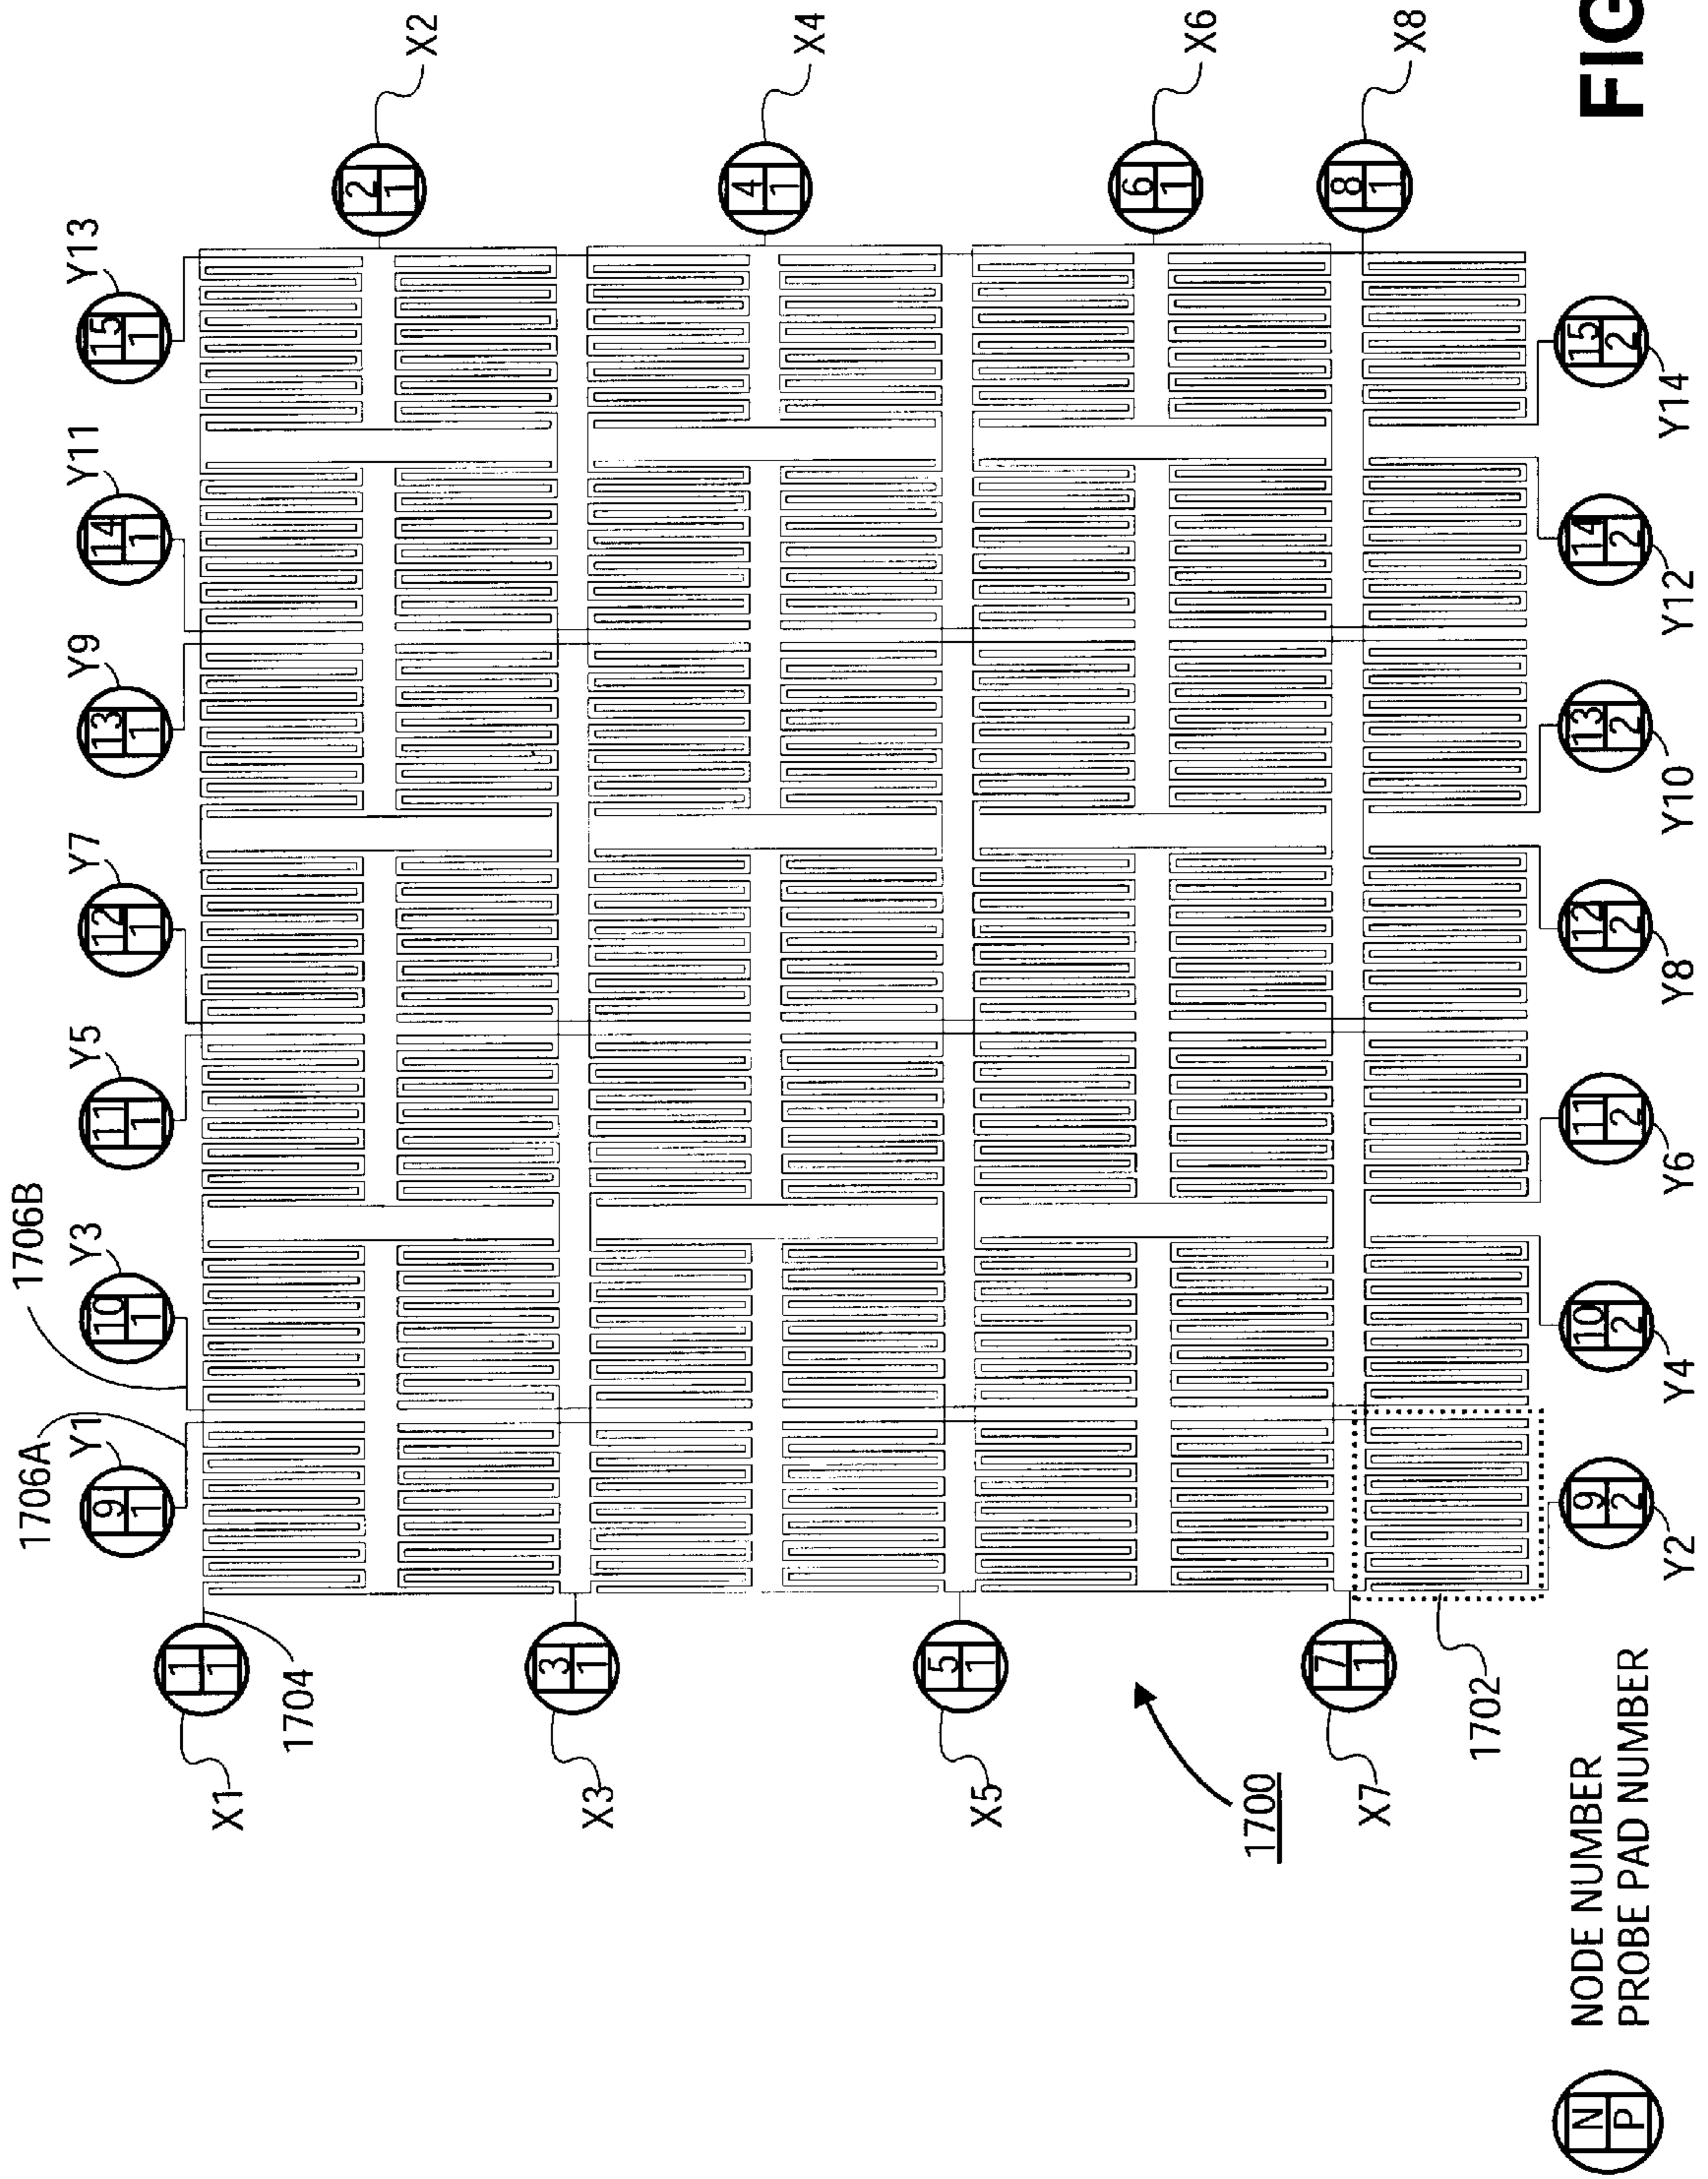 FIG
1706A
1706B
Y1
Y3
Y5
Y7
Y9
Y11
Y13
9
1
10
1
11
1
12
1
13
1
14
1
15
1
X1
1
1
1704
X3
3
1
X5
5
1
X7
7
1
2
1
X2
4
1
X4
6
1
X6
8
1
X8
1700
1702
9
2
10
2
11
2
12
2
13
2
14
2
15
2
Y2
Y4
Y6
Y8
Y10
Y12
Y14
N
P
NODE NUMBER
PROBE PAD NUMBER